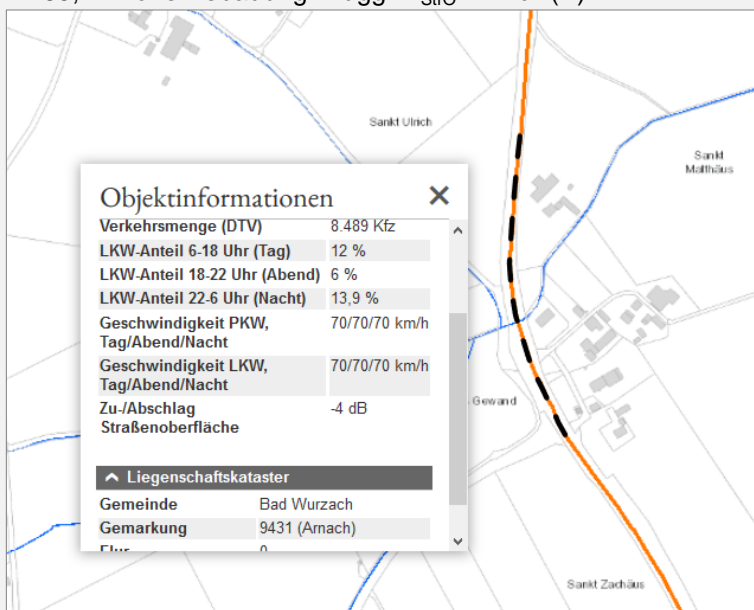 Sankt Ulrich
Sankt
Matthäus
Objektinformationen
Verkehrsmenge (DTV) 8.489 Kfz
LKW-Anteil 6-18 Uhr (Tag) 12 %
LKW-Anteil 18-22 Uhr (Abend) 6 %
LKW-Anteil 22-6 Uhr (Nacht) 13,9 %
Geschwindigkeit PKW, 70/70/70 km/h
Tag/Abend/Nacht
Geschwindigkeit LKW, 70/70/70 km/h
Tag/Abend/Nacht
Zu-/Abschlag -4 dB
Straßenoberfläche
Gewand
Liegenschaftskataster
Gemeinde Bad Wurzach
Gemarkung 9431 (Arnach)
Flur 0
Sankt Zachäus